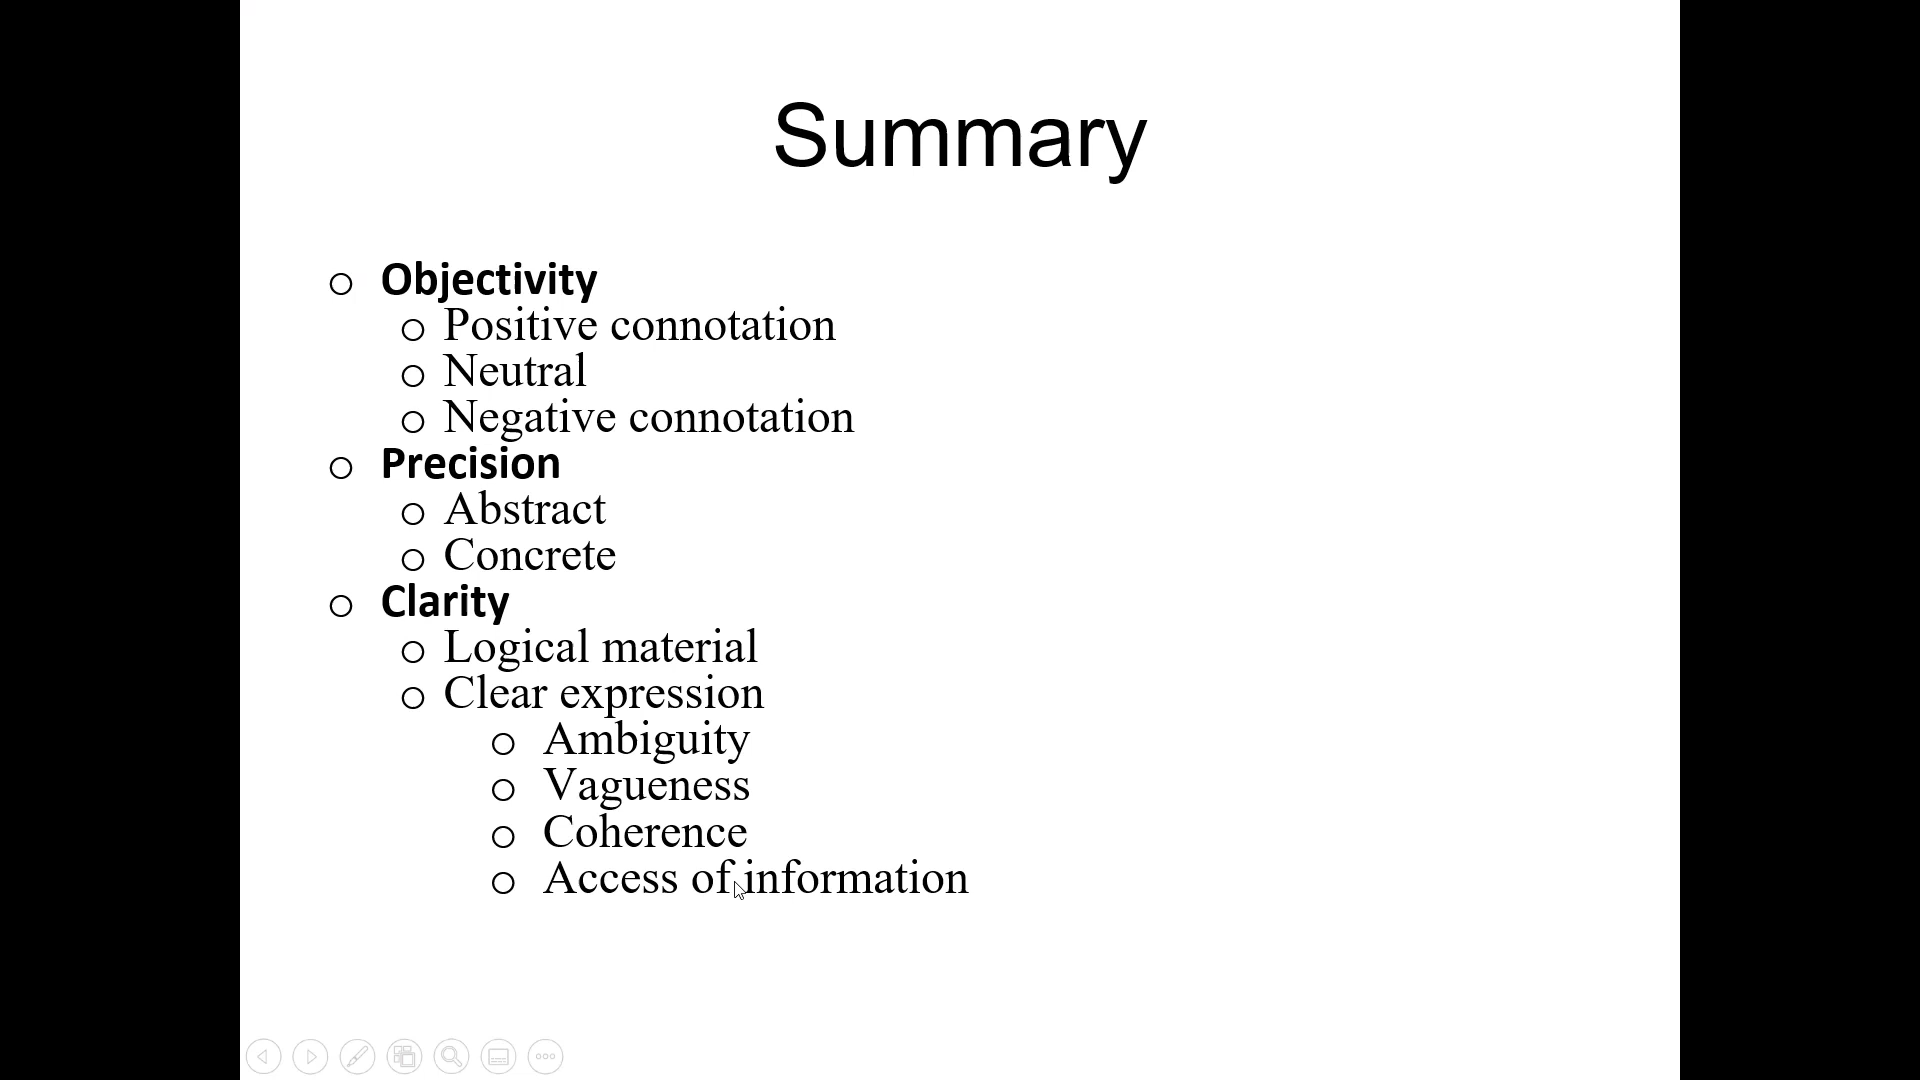 Summary
Objectivity
Positive connotation
Neutral
Negative connotation
Precision
Abstract
Concrete
Clarity
Logical material
Clear expression
Ambiguity
Vagueness
Coherence
Access of information